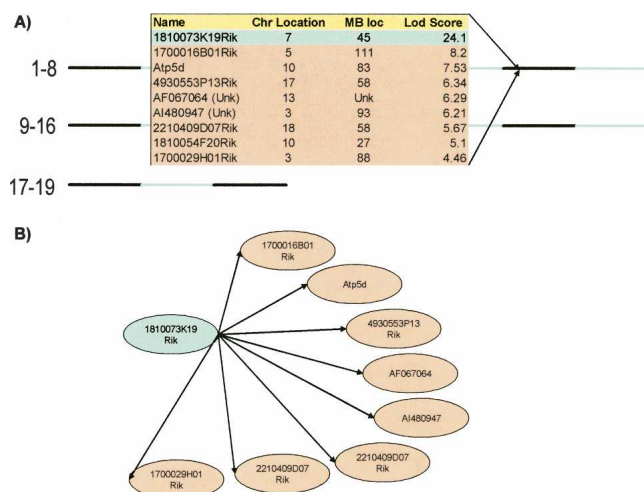 A)
Name Chr Location MB loc Lod Score
1810073K19Rik 7 45 24.1
1700016B01Rik 5 111 8.2
Atp5d 10 83 7.53
4930553P13Rik 17 58 6.34
AF067064 (Unk) 13 Unk 6.29
AI480947 (Unk) 3 93 6.21
2210409D07Rik 18 58 5.67
1810054F20Rik 10 27 5.1
1700029H01Rik 3 88 4.46
1-8
9-16
17-19
B)
1700016B01
Rik
Atp5d
1810073K19
Rik
4930553P13
Rik
AF067064
AI480947
2210409D07
Rik
2210409D07
Rik
1700029H01
Rik